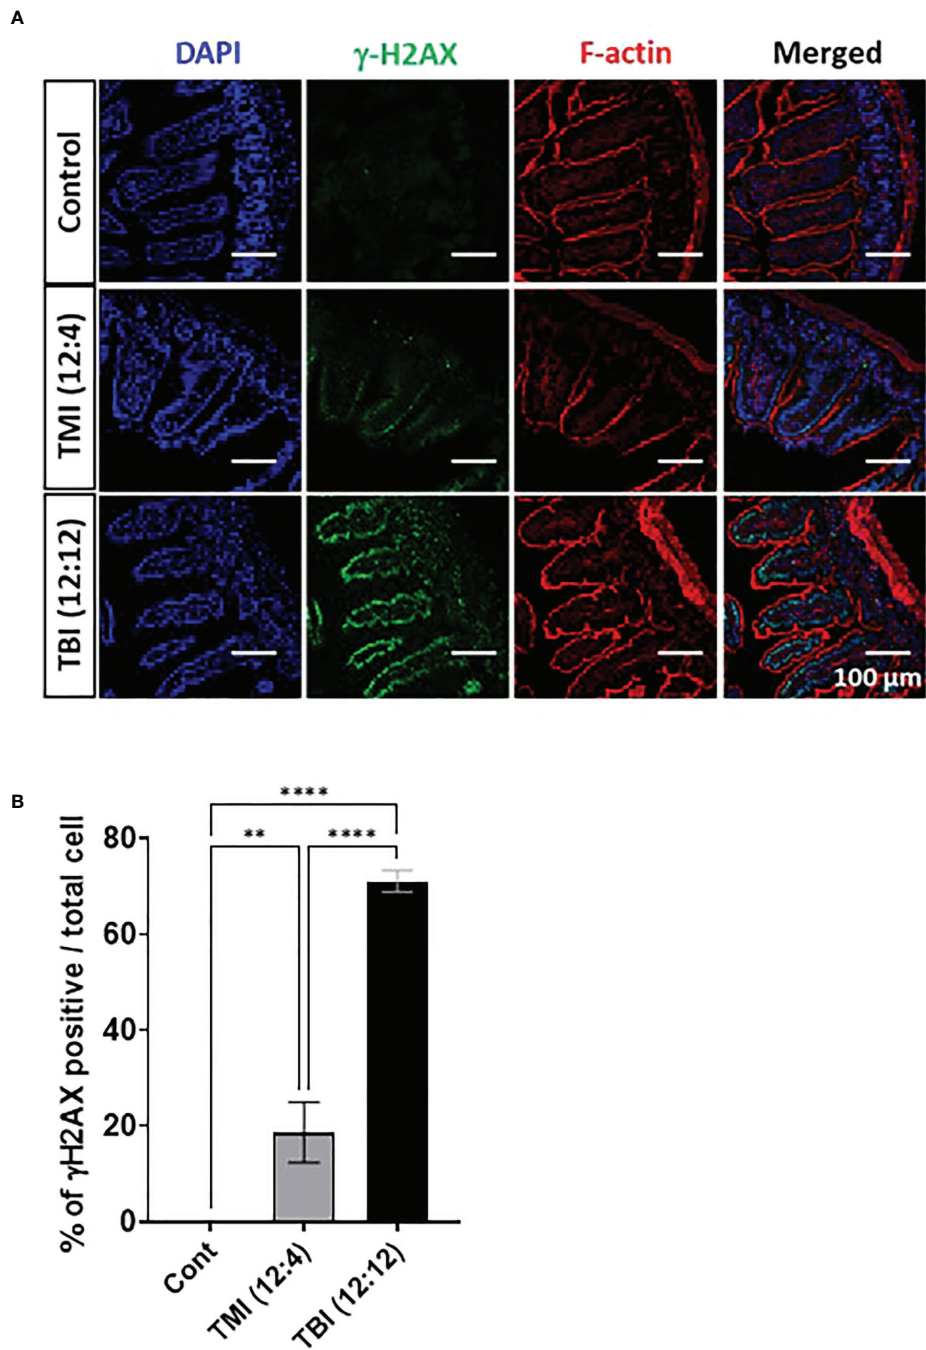 A
DAPI γ-H2AX F-actin Merged
Control
TMI (12:4)
TBI (12:12)
100 μm
B
****
** ****
% of γH2AX positive / total cell
80
60
40
20
0
Cont TMI (12:4) TBI (12:12)